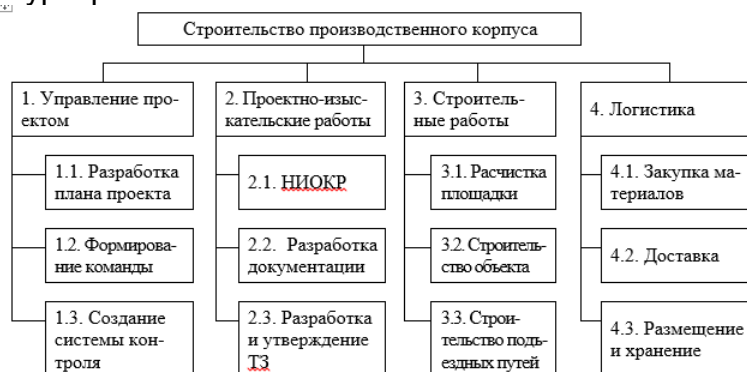 Строительство производственного корпуса
1. Управление про-
ектом
2. Проектно-изыс-
кательские работы
3. Строитель-
ные работы
4. Логистика
1.1. Разработка
плана проекта
2.1. НИОКР
3.1. Расчистка
площадки
4.1. Закупка ма-
териалов
1.2. Формирова-
ние команды
2.2. Разработка
документации
3.2. Строитель-
ство объекта
4.2. Доставка
1.3. Создание
системы кон-
троля
2.3. Разработка
и утверждение
ТЗ
3.3. Строи-
тельство подъ-
ездных путей
4.3. Размещение
и хранение